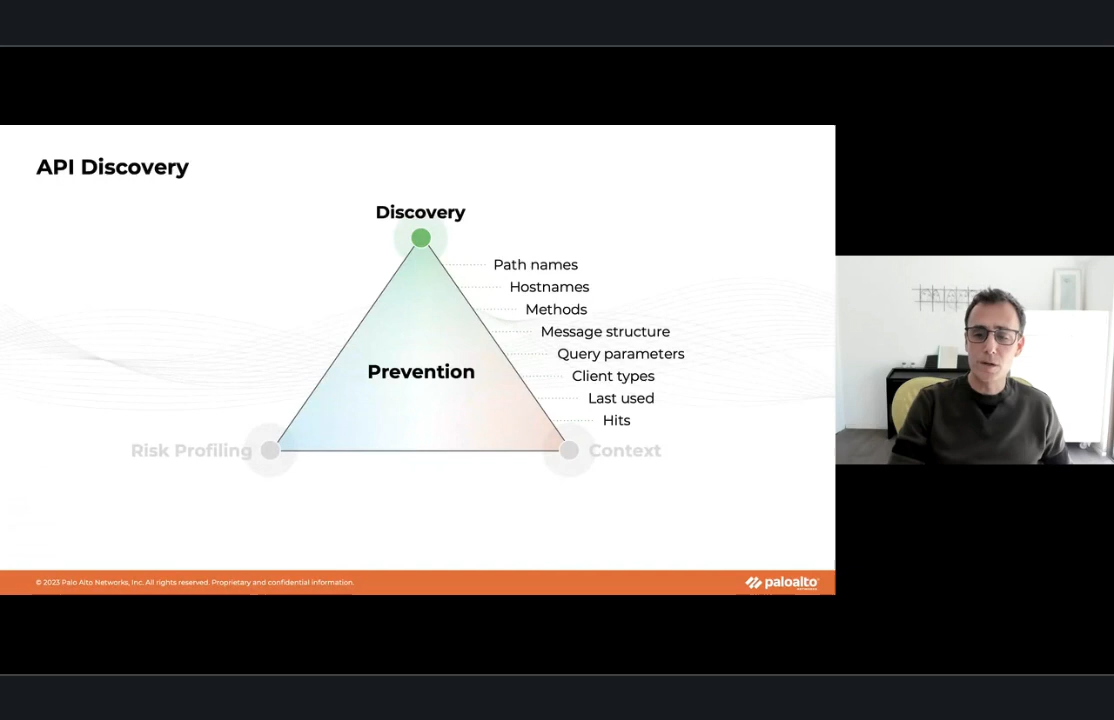 API Discovery
Discovery
Path names
Hostnames
Methods
Message structure
Query parameters
Prevention
Client types
Last used
Hits
Risk Profiling
Context
© 2023 Palo Alto Networks, Inc. All rights reserved. Proprietary and confidential information.
paloalto
NETWORKS